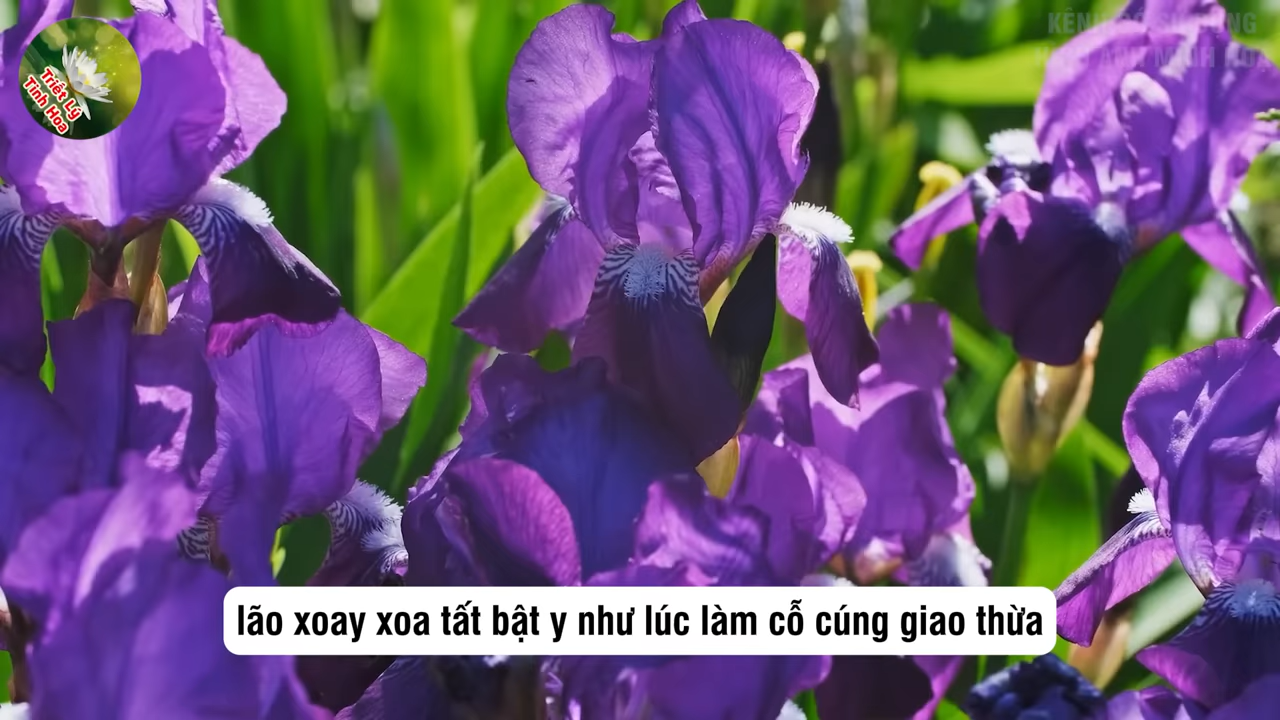 Triết Lý
Tinh Hoa
lão xoay xoa tất bật y như lúc làm cỗ cúng giao thừa